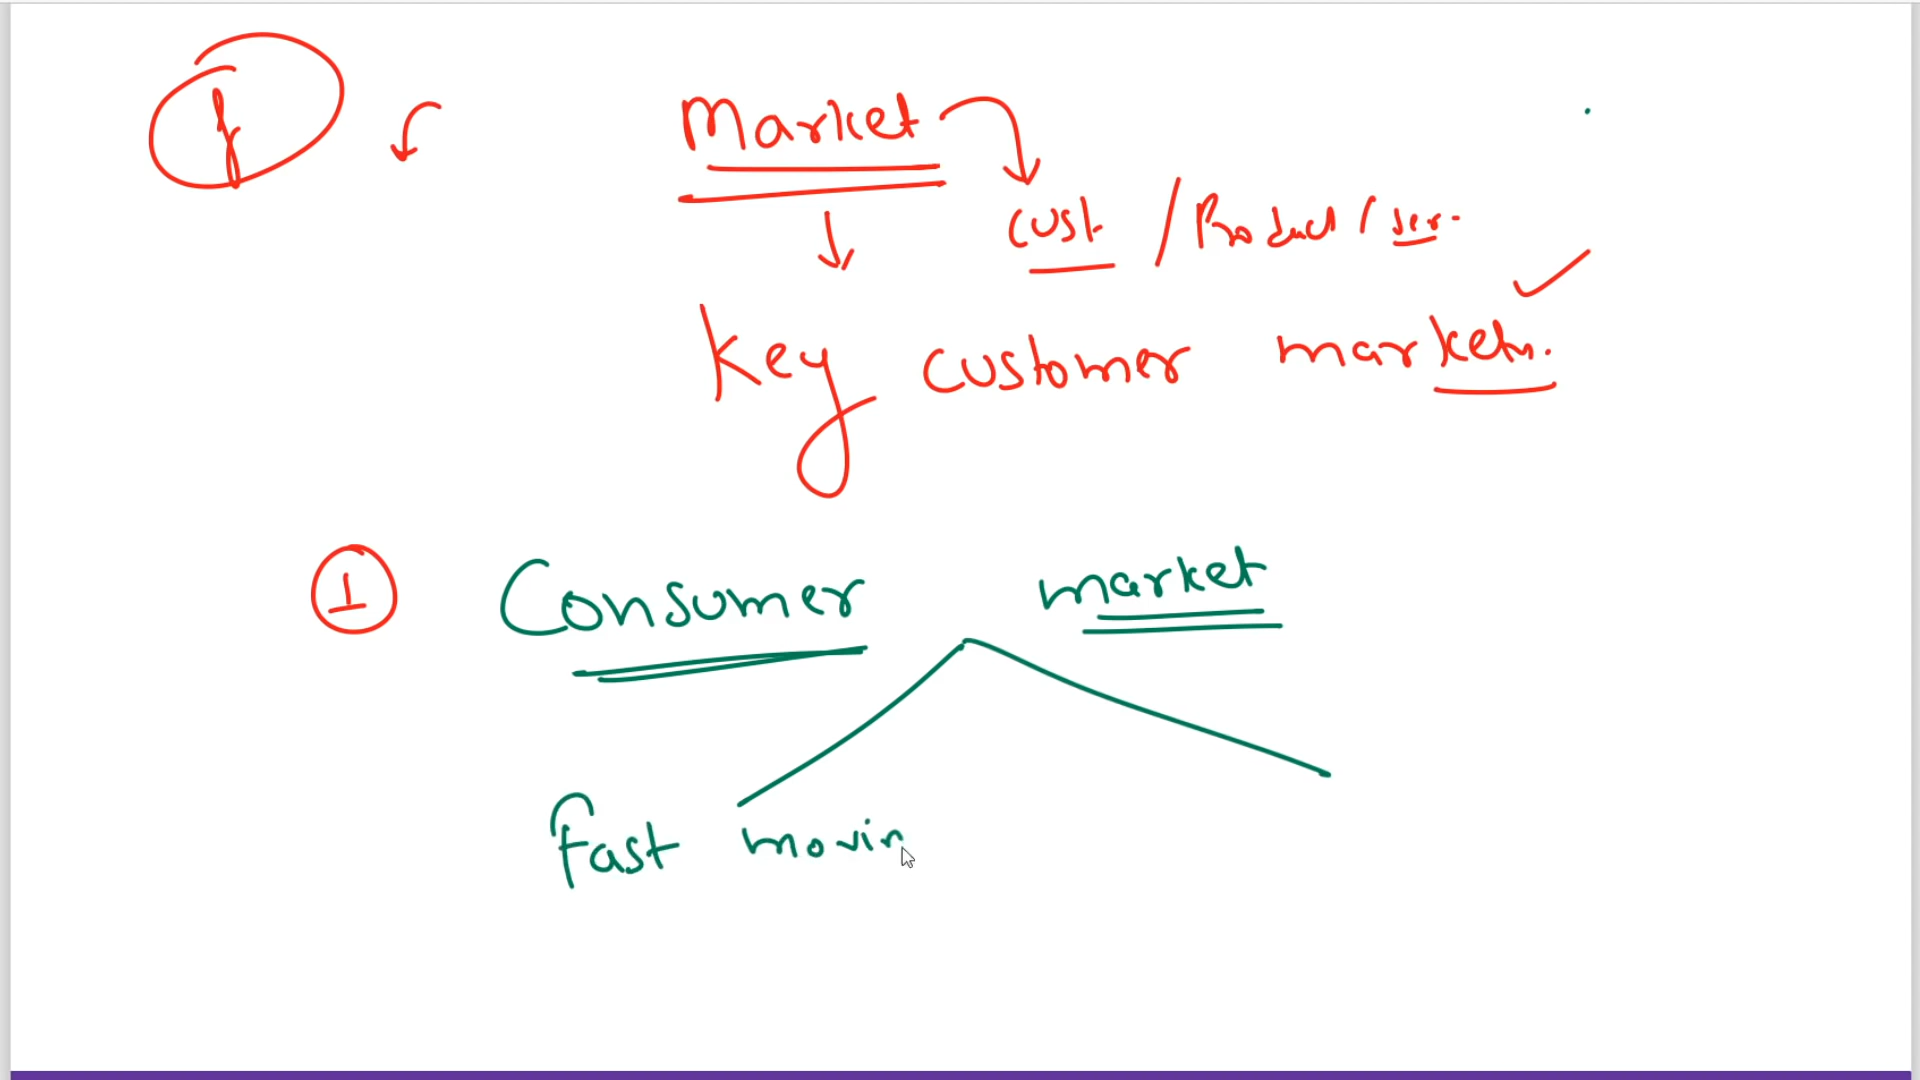 Market
cust / Product / ser.
Key customer markets.
1 Consumer market
Fast movin